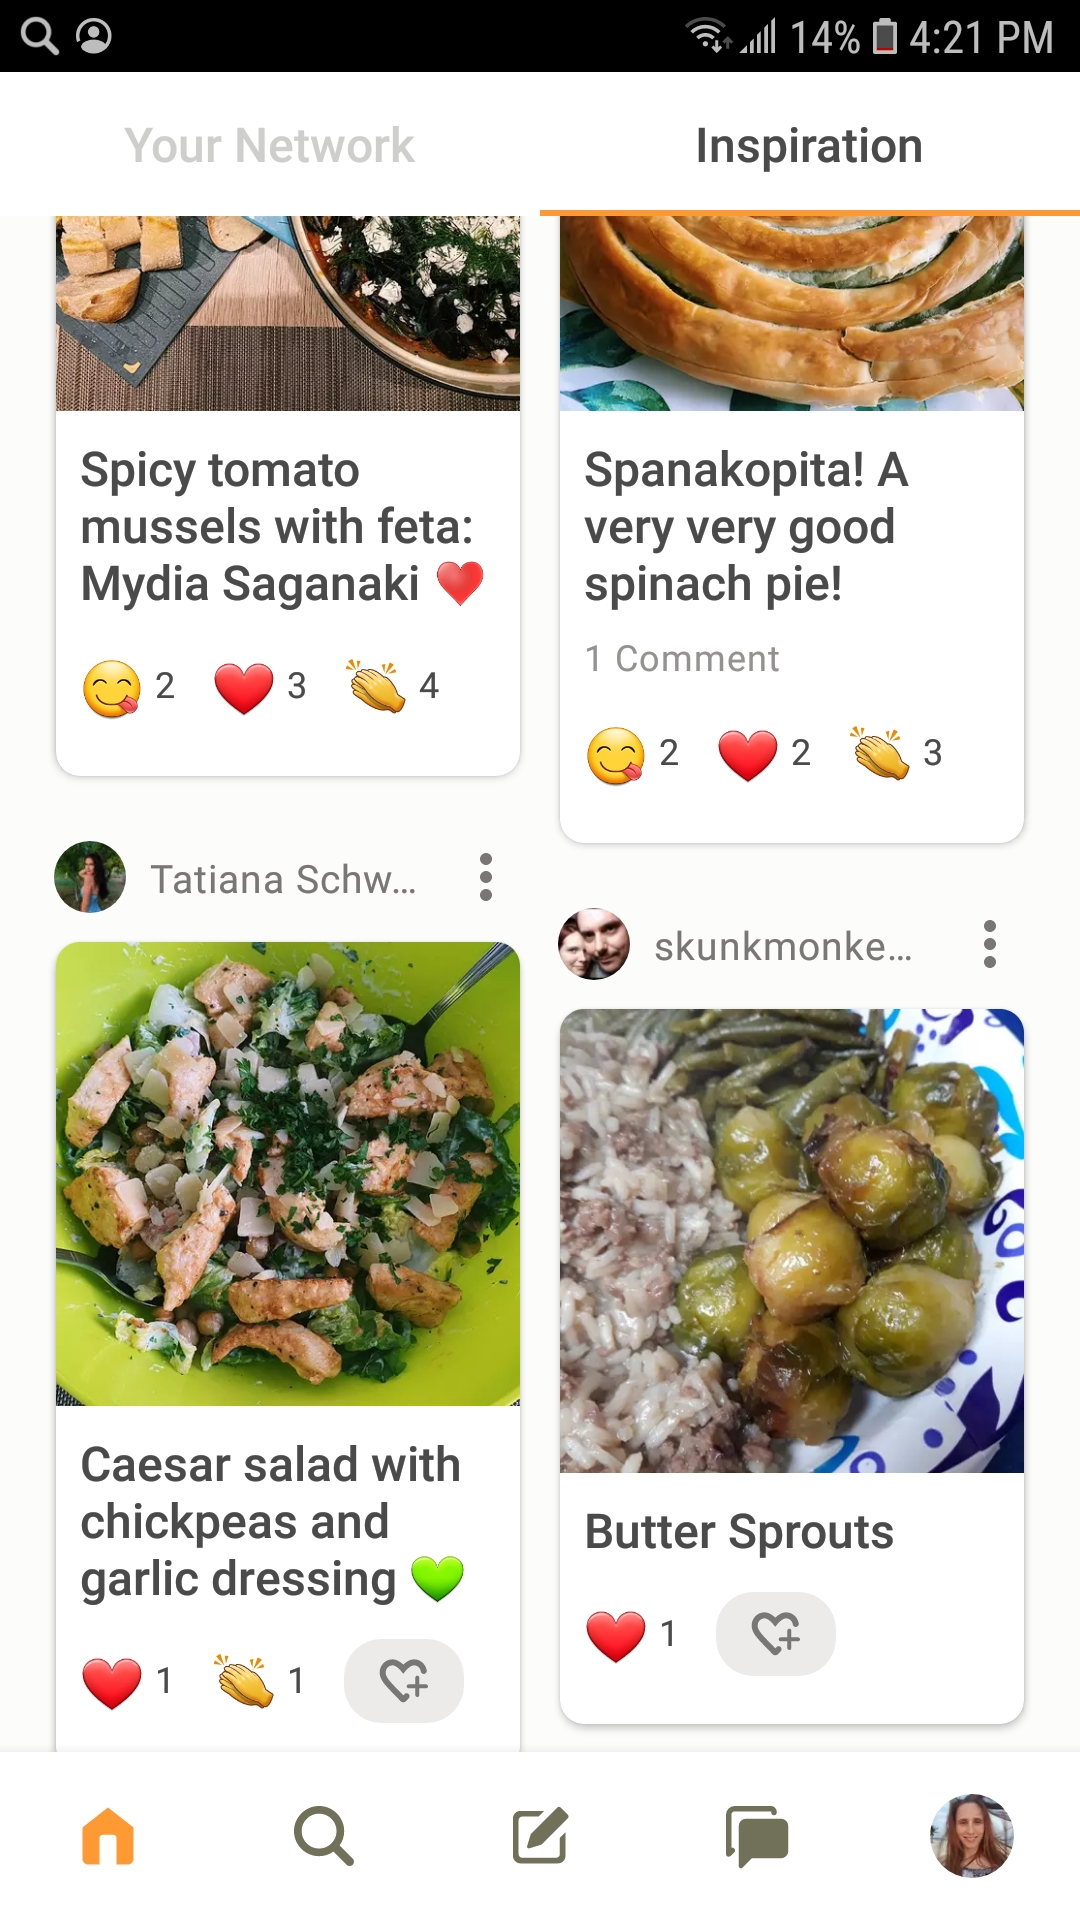 14% 4:21 PM
Your Network
Inspiration
Spicy tomato
mussels with feta:
Mydia Saganaki ❤️
😋 2 ❤️ 3 👏 4
Spanakopita! A
very very good
spinach pie!
1 Comment
😋 2 ❤️ 2 👏 3
Tatiana Schw...
Caesar salad with
chickpeas and
garlic dressing 💚
❤️ 1 👏 1
skunkmonke...
Butter Sprouts
❤️ 1